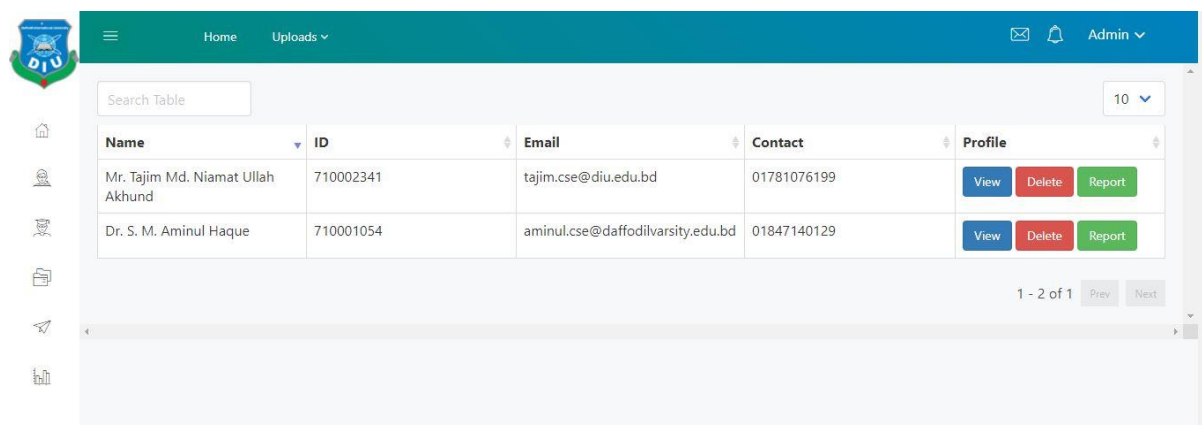 DIU
Home Uploads Admin
Search Table 10
Name ID Email Contact Profile
Mr. Tajim Md. Niamat Ullah Akhund 710002341 tajim.cse@diu.edu.bd 01781076199 View Delete Report
Dr. S. M. Aminul Haque 710001054 aminul.cse@daffodilvarsity.edu.bd 01847140129 View Delete Report
1 - 2 of 1 Prev Next